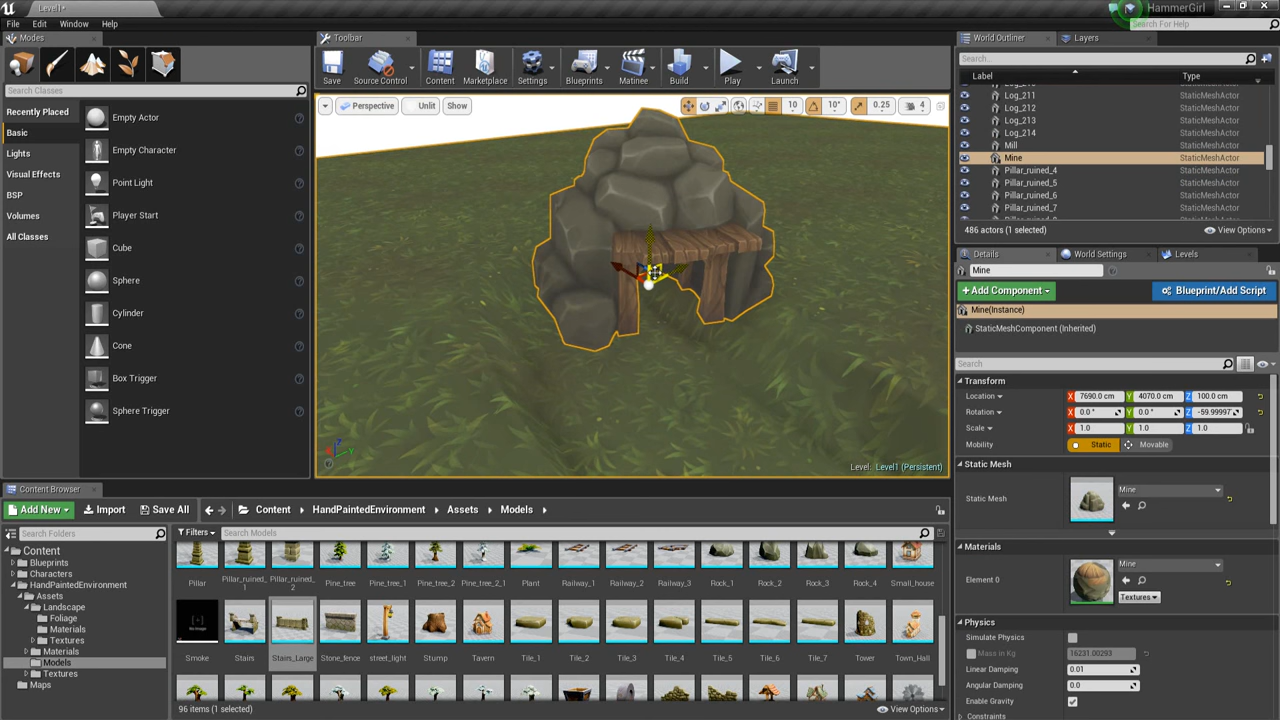 Level1*
HammerGirl
File Edit Window Help
Search For Help
Modes
Search Classes
Recently Placed
Basic
Lights
Visual Effects
BSP
Volumes
All Classes
Empty Actor
Empty Character
Point Light
Player Start
Cube
Sphere
Cylinder
Cone
Box Trigger
Sphere Trigger
Toolbar
Save Source Control Content Marketplace Settings Blueprints Matinee Build Play Launch
Perspective Unlit Show 10 10° 0.25 4
Level: Level1 (Persistent)
World Outliner Layers
Search...
Label Type
Log_211 StaticMeshActor
Log_212 StaticMeshActor
Log_213 StaticMeshActor
Log_214 StaticMeshActor
Mill StaticMeshActor
Mine StaticMeshActor
Pillar_ruined_4 StaticMeshActor
Pillar_ruined_5 StaticMeshActor
Pillar_ruined_6 StaticMeshActor
Pillar_ruined_7 StaticMeshActor
486 actors (1 selected) View Options
Details World Settings Levels
Mine
+Add Component Blueprint/Add Script
Mine(Instance)
StaticMeshComponent (Inherited)
Search
Transform
Location X 7690.0 cm Y 4070.0 cm Z 100.0 cm
Rotation X 0.0 ° Y 0.0 ° Z -59.99997°
Scale X 1.0 Y 1.0 Z 1.0
Mobility Static Movable
Static Mesh
Static Mesh Mine
Materials
Element 0 Mine
Textures
Physics
Simulate Physics
Mass in Kg 16231.00293
Linear Damping 0.01
Angular Damping 0.0
Enable Gravity
Constraints
Content Browser
Add New Import Save All Content HandPaintedEnvironment Assets Models
Search Folders
Content
Blueprints
Characters
HandPaintedEnvironment
Assets
Landscape
Foliage
Materials
Textures
Materials
Models
Textures
Maps
Filters Search Models
Pillar Pillar_ruined_1 Pillar_ruined_2 Pine_tree Pine_tree_1 Pine_tree_2 Pine_tree_2_1 Plant Railway_1 Railway_2 Railway_3 Rock_1 Rock_2 Rock_3 Rock_4 Small_house
Smoke Stairs Stairs_Large Stone_fence street_light Stump Tavern Tile_1 Tile_2 Tile_3 Tile_4 Tile_5 Tile_6 Tile_7 Tower Town_Hall
96 items (1 selected) View Options